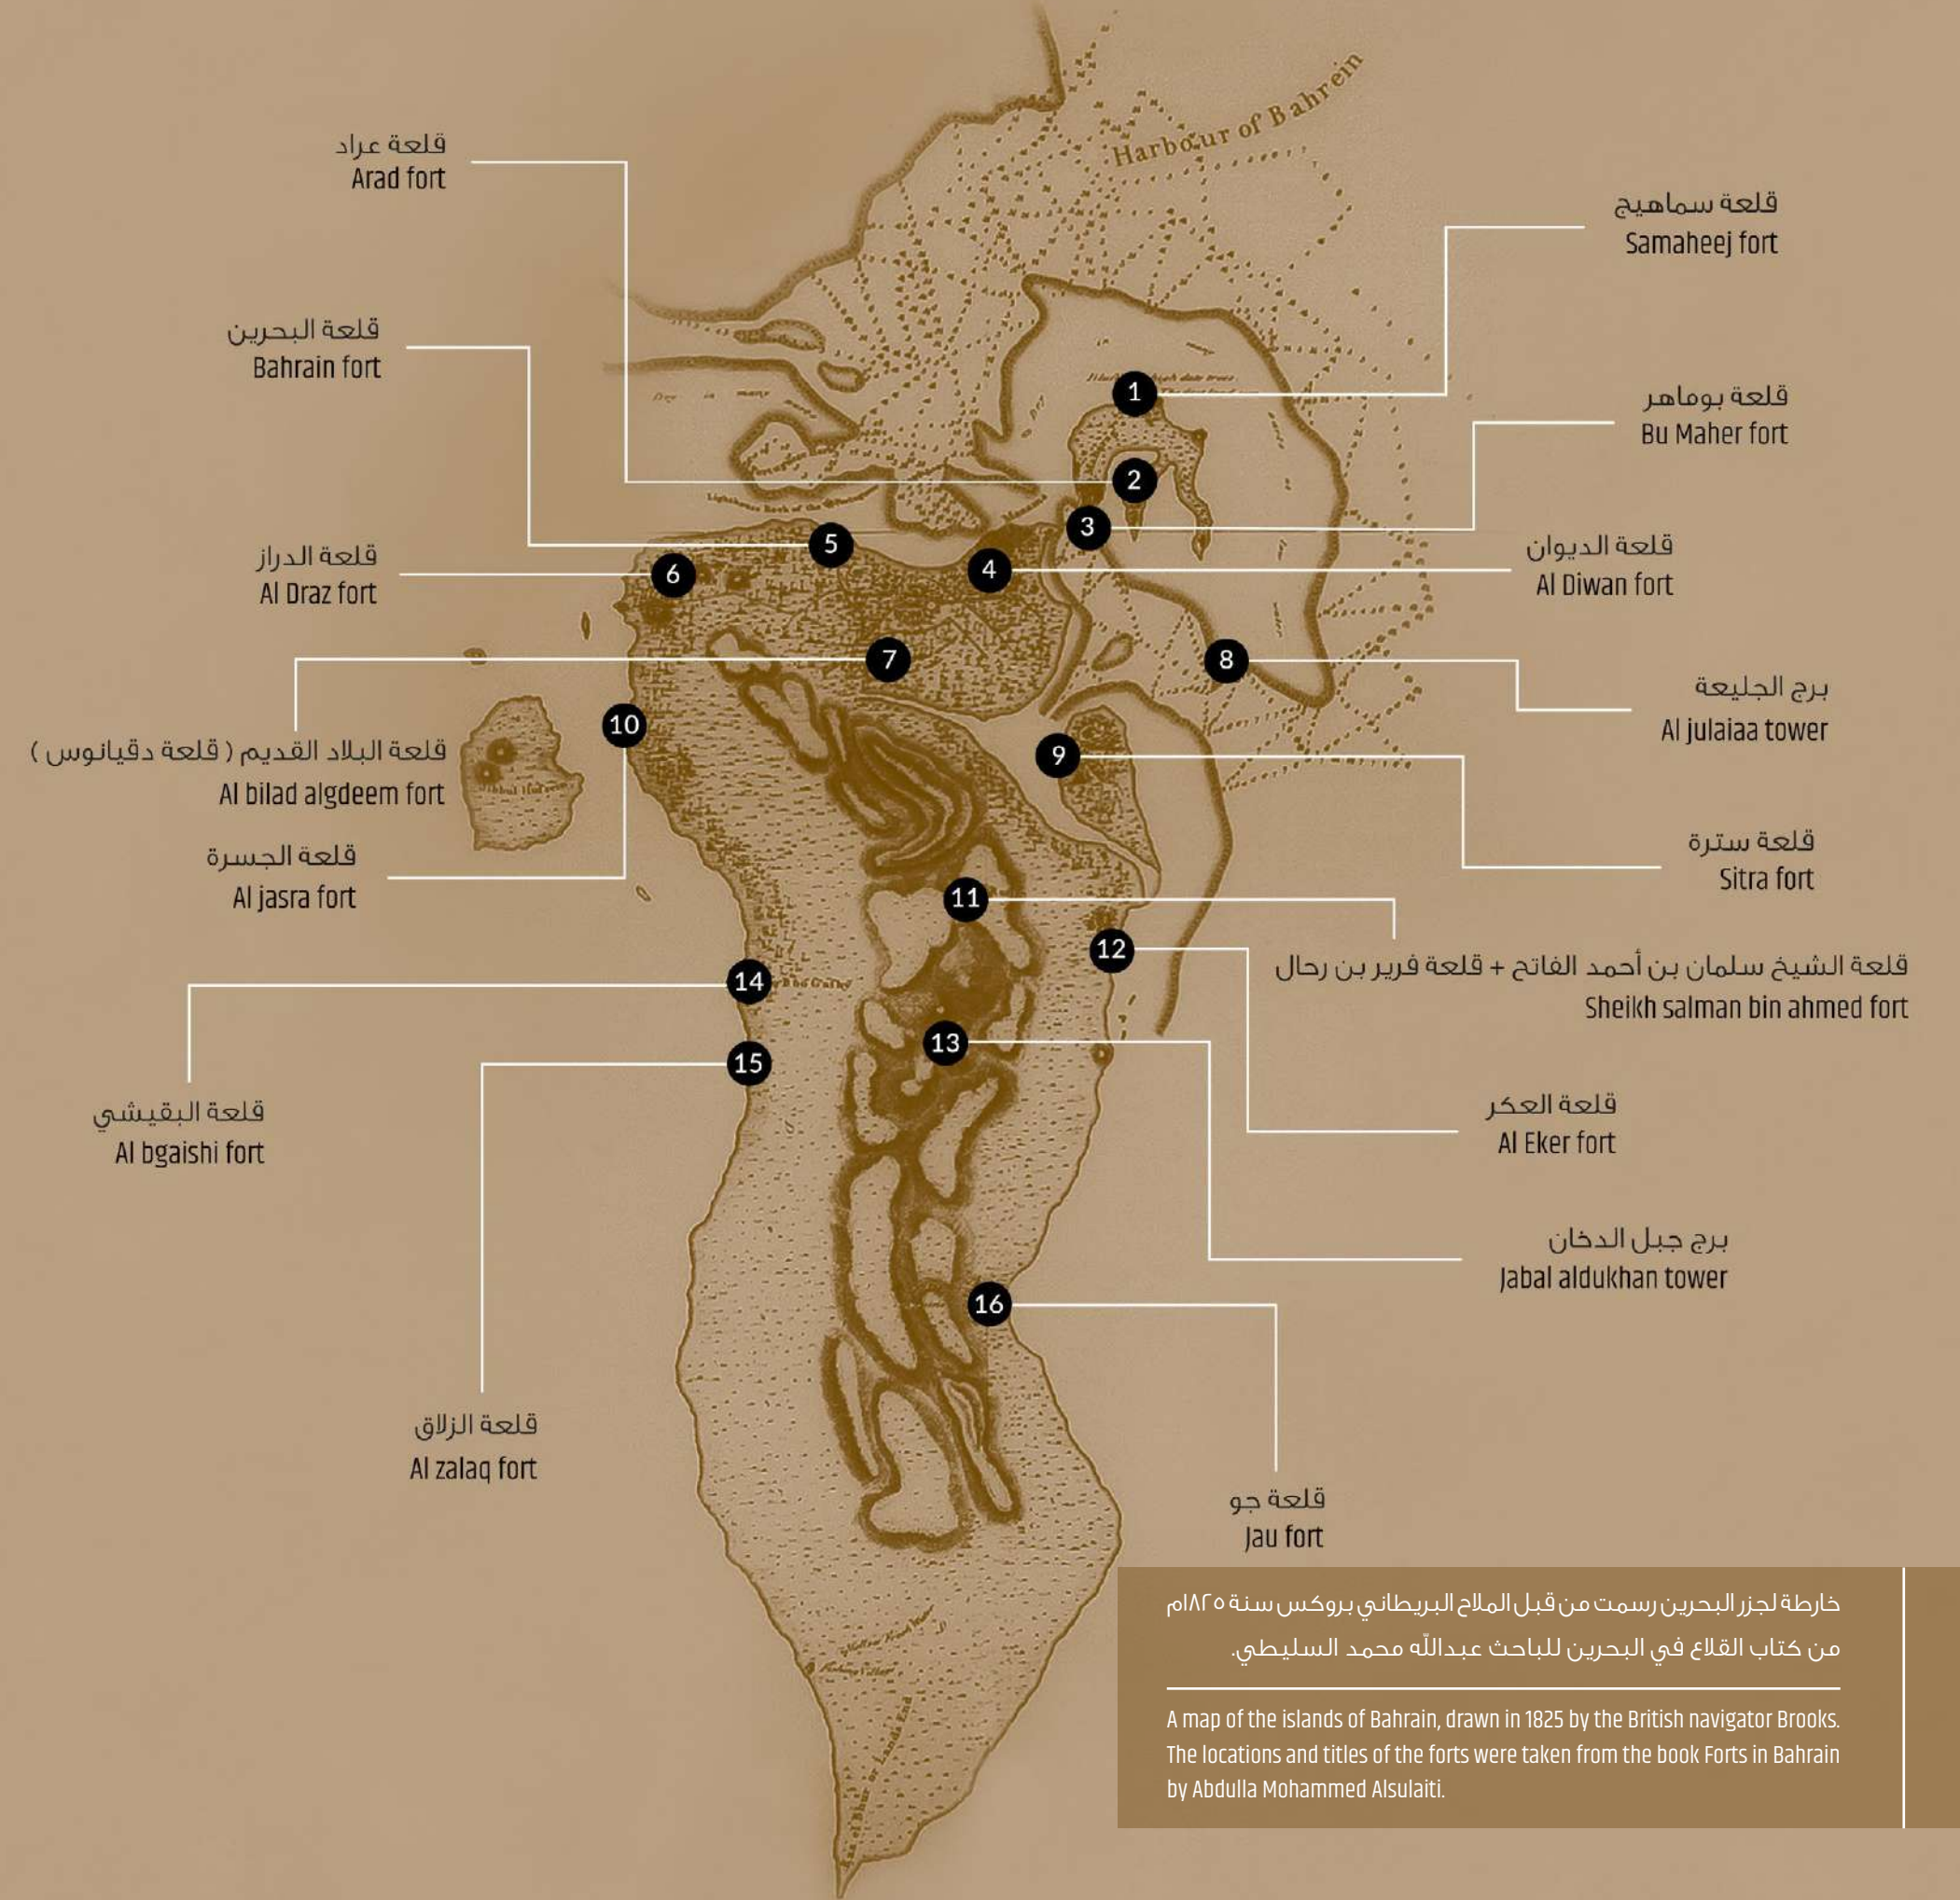 Harbour of Bahrein
قلعة عراد
Arad fort
قلعة سماهيج
Samaheej fort
قلعة البحرين
Bahrain fort
قلعة بوماهر
Bu Maher fort
high date trees
1
2
3
4
5
6
7
8
9
10
11
12
13
14
15
16
قلعة الدراز
Al Draz fort
قلعة الديوان
Al Diwan fort
برج الجليعة
Al julaiaa tower
قلعة البلاد القديم ( قلعة دقيانوس )
Al bilad algdeem fort
قلعة الجسرة
Al jasra fort
قلعة سترة
Sitra fort
قلعة الشيخ سلمان بن أحمد الفاتح + قلعة فرير بن رحال
Sheikh salman bin ahmed fort
قلعة البقيشي
Al bgaishi fort
قلعة العكر
Al Eker fort
برج جبل الدخان
Jabal aldukhan tower
قلعة الزلاق
Al zalaq fort
قلعة جو
Jau fort
or Lands End
خارطة لجزر البحرين رسمت من قبل الملاح البريطاني بروكس سنة ١٨٢٥م
من كتاب القلاع في البحرين للباحث عبدالله محمد السليطي.
A map of the islands of Bahrain, drawn in 1825 by the British navigator Brooks.
The locations and titles of the forts were taken from the book Forts in Bahrain
by Abdulla Mohammed Alsulaiti.